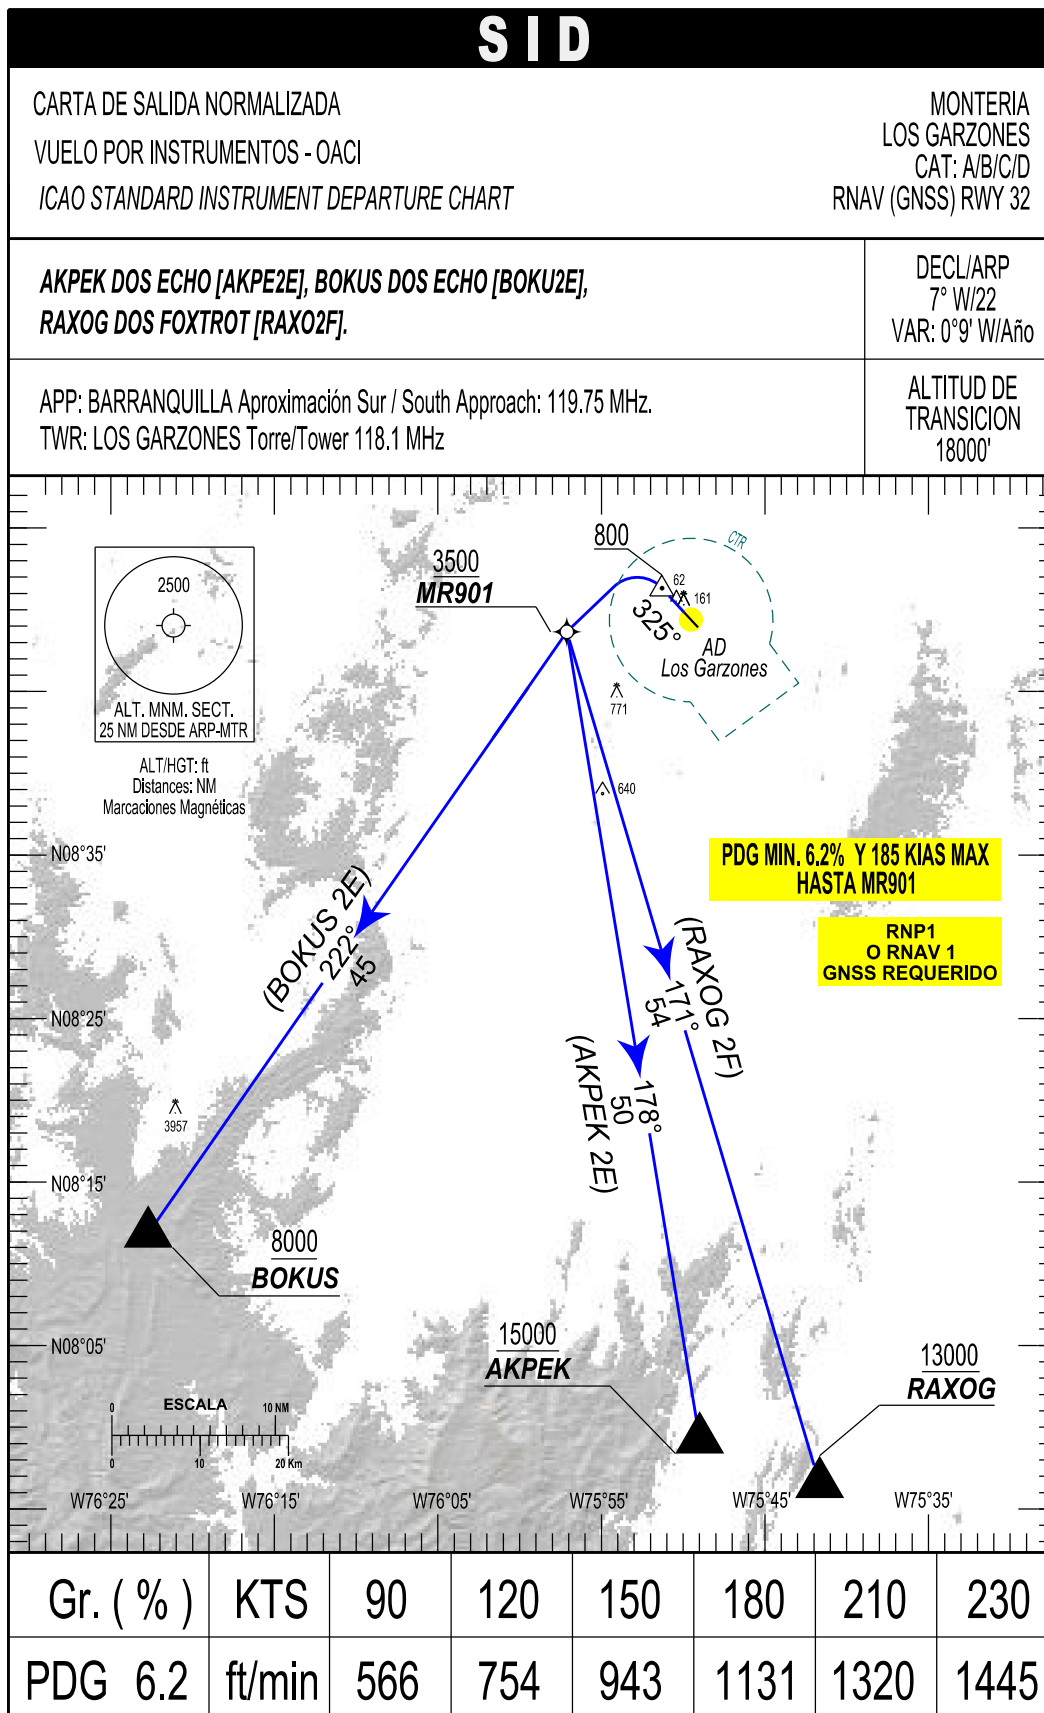 SID
CARTA DE SALIDA NORMALIZADA
VUELO POR INSTRUMENTOS - OACI
ICAO STANDARD INSTRUMENT DEPARTURE CHART
MONTERIA
LOS GARZONES
CAT: A/B/C/D
RNAV (GNSS) RWY 32
AKPEK DOS ECHO [AKPE2E], BOKUS DOS ECHO [BOKU2E],
RAXOG DOS FOXTROT [RAXO2F].
DECL/ARP
7° W/22
VAR: 0°9' W/Año
APP: BARRANQUILLA Aproximación Sur / South Approach: 119.75 MHz.
TWR: LOS GARZONES Torre/Tower 118.1 MHz
ALTITUD DE
TRANSICION
18000'
2500
ALT. MNM. SECT.
25 NM DESDE ARP-MTR
ALT/HGT: ft
Distances: NM
Marcaciones Magnéticas
3500
MR901
800
CTR
62
161
325°
AD
Los Garzones
771
640
N08°35'
PDG MIN. 6.2% Y 185 KIAS MAX
HASTA MR901
RNP1
O RNAV 1
GNSS REQUERIDO
(BOKUS 2E)
222°
45
(RAXOG 2F)
171°
54
N08°25'
(AKPEK 2E)
178°
50
3957
N08°15'
8000
BOKUS
N08°05'
15000
AKPEK
13000
RAXOG
ESCALA
0
10 NM
0
10
20 Km
W76°25'
W76°15'
W76°05'
W75°55'
W75°45'
W75°35'
Gr. ( % ) KTS 90 120 150 180 210 230
PDG 6.2 ft/min 566 754 943 1131 1320 1445